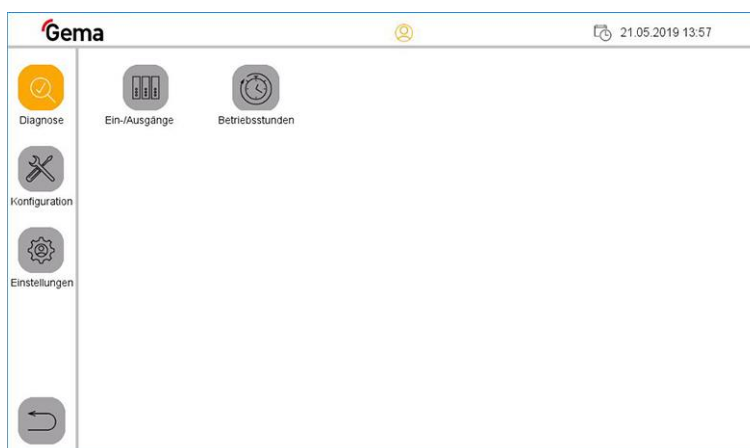 Gema
21.05.2019 13:57
Diagnose
Ein-/Ausgänge
Betriebsstunden
Konfiguration
Einstellungen